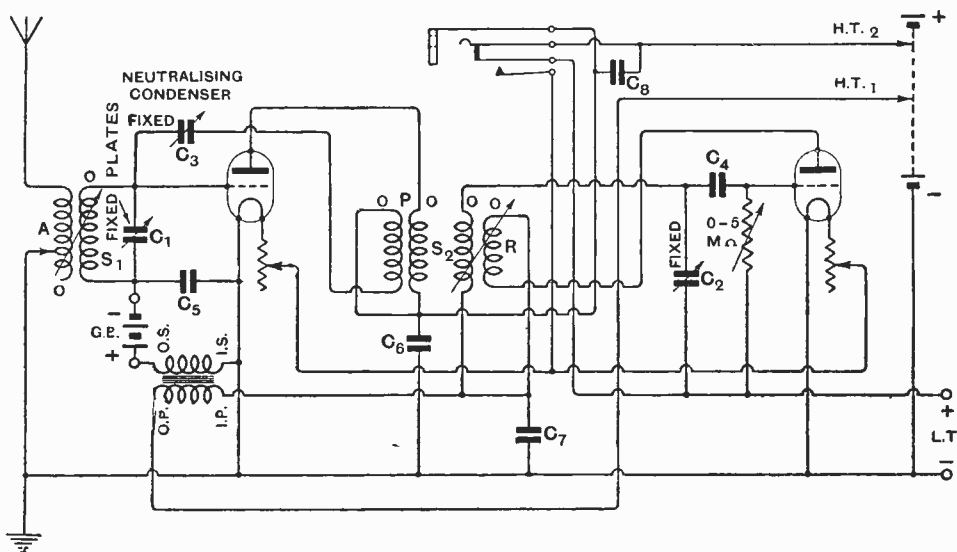 +
H.T. 2
C8
H.T. 1
NEUTRALISING
CONDENSER
FIXED
C3
PLATES
-
C4
O
P
O
O
O
O
A
FIXED
C1
S1
S2
R
FIXED
C2
0-5
MΩ
O
C5
-
G.B.
+
O.S.
I.S.
C6
O.P.
I.P.
C7
+
L.T
-